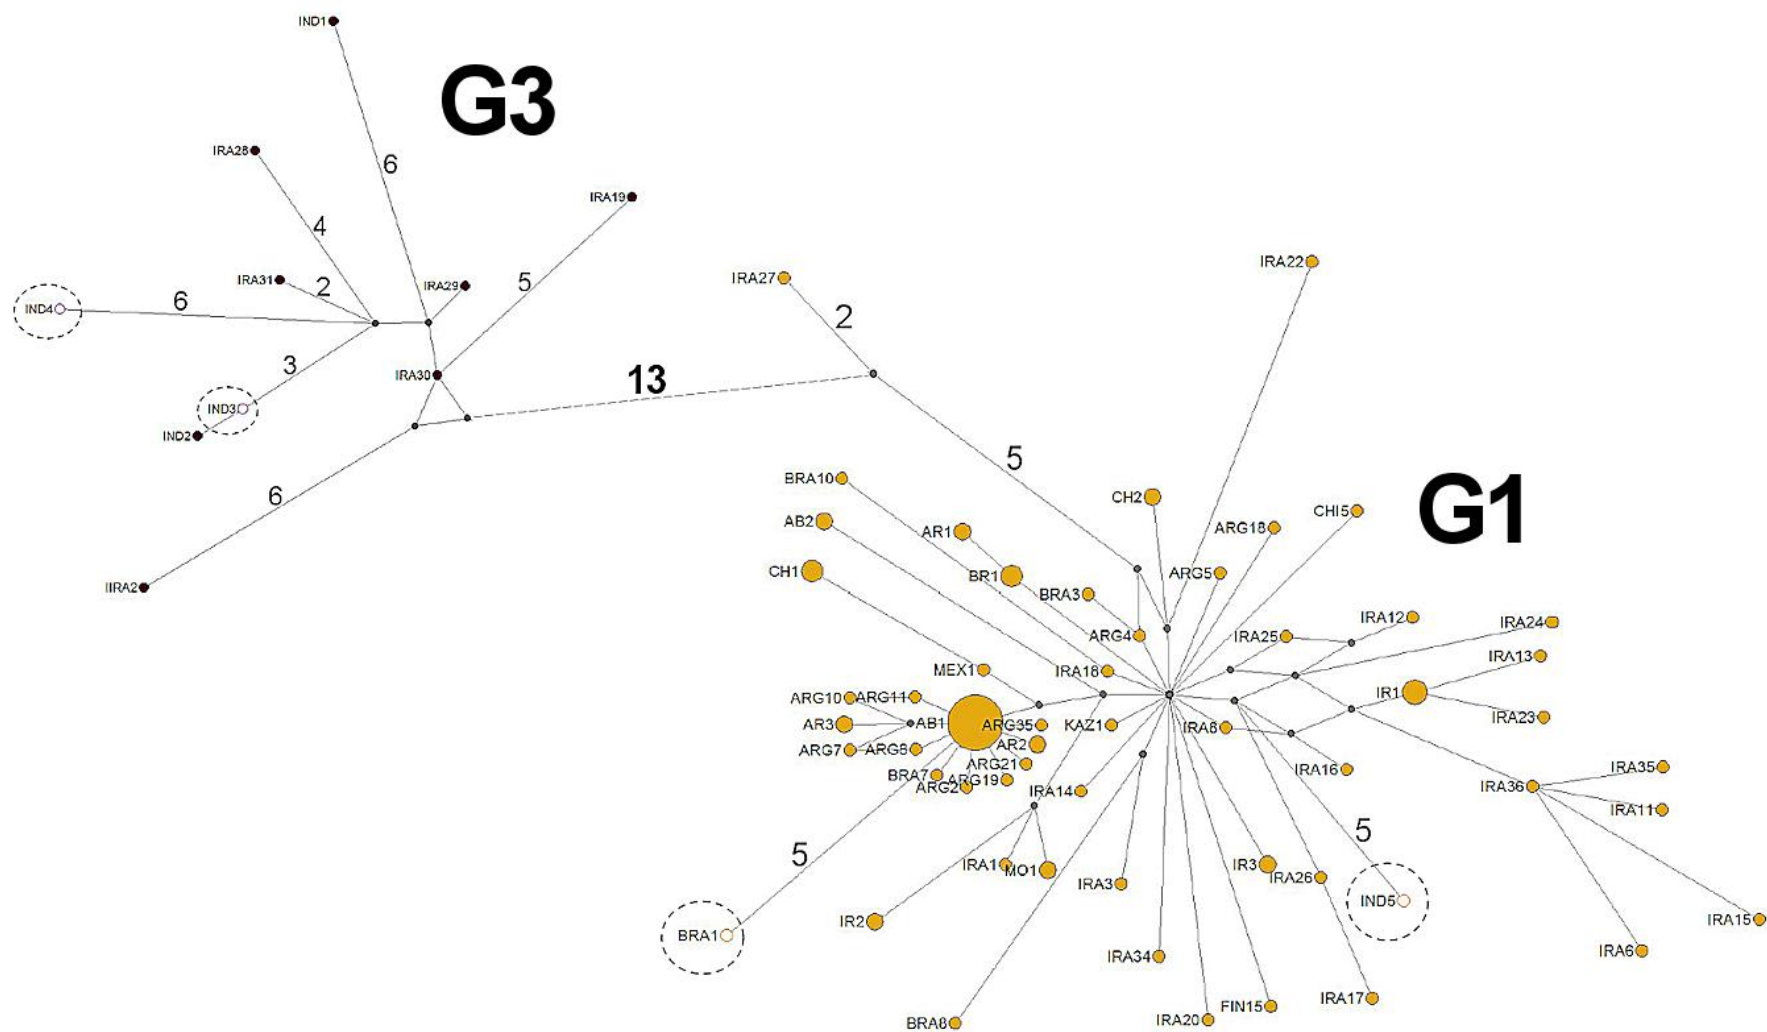 IND1
G3
IRA28
6
IRA19
4
IRA22
IRA27
IRA31
2
IRA29
5
IND4
6
2
3
IRA30
13
IND3
IND2
5
BRA10
CH2
G1
6
AB2
AR1
ARG18
CHI5
CH1
BR1
ARG5
IIRA2
BRA3
IRA12
IRA24
ARG4
IRA25
MEX1
IRA18
IRA13
ARG10
ARG11
IR1
AR3
AB1
ARG35
KAZ1
IRA8
IRA23
ARG7
ARG8
AR2
ARG21
BRA7
ARG19
ARG2
IRA14
IRA16
IRA35
IRA36
IRA11
5
5
IRA1
MO1
IRA3
IR3
IRA26
IND5
IR2
IRA15
BRA1
IRA34
IRA6
IRA17
FIN15
BRA8
IRA20